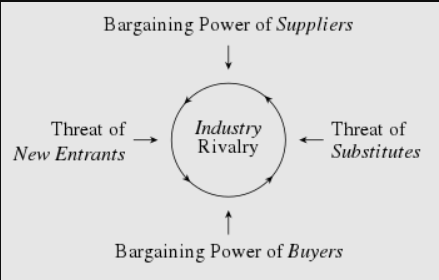 Bargaining Power of Suppliers
Threat of
New Entrants
Industry
Rivalry
Threat of
Substitutes
Bargaining Power of Buyers